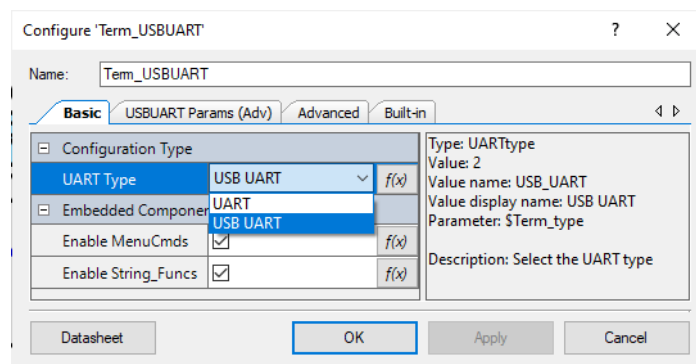 Configure 'Term_USBUART'
?
Name: Term_USBUART
Basic USBUART Params (Adv) Advanced Built-in
Configuration Type
UART Type USB UART f(x)
UART
USB UART
Embedded Componen
Enable MenuCmds f(x)
Enable String_Funcs f(x)
Type: UARTtype
Value: 2
Value name: USB_UART
Value display name: USB UART
Parameter: $Term_type
Description: Select the UART type
Datasheet OK Apply Cancel